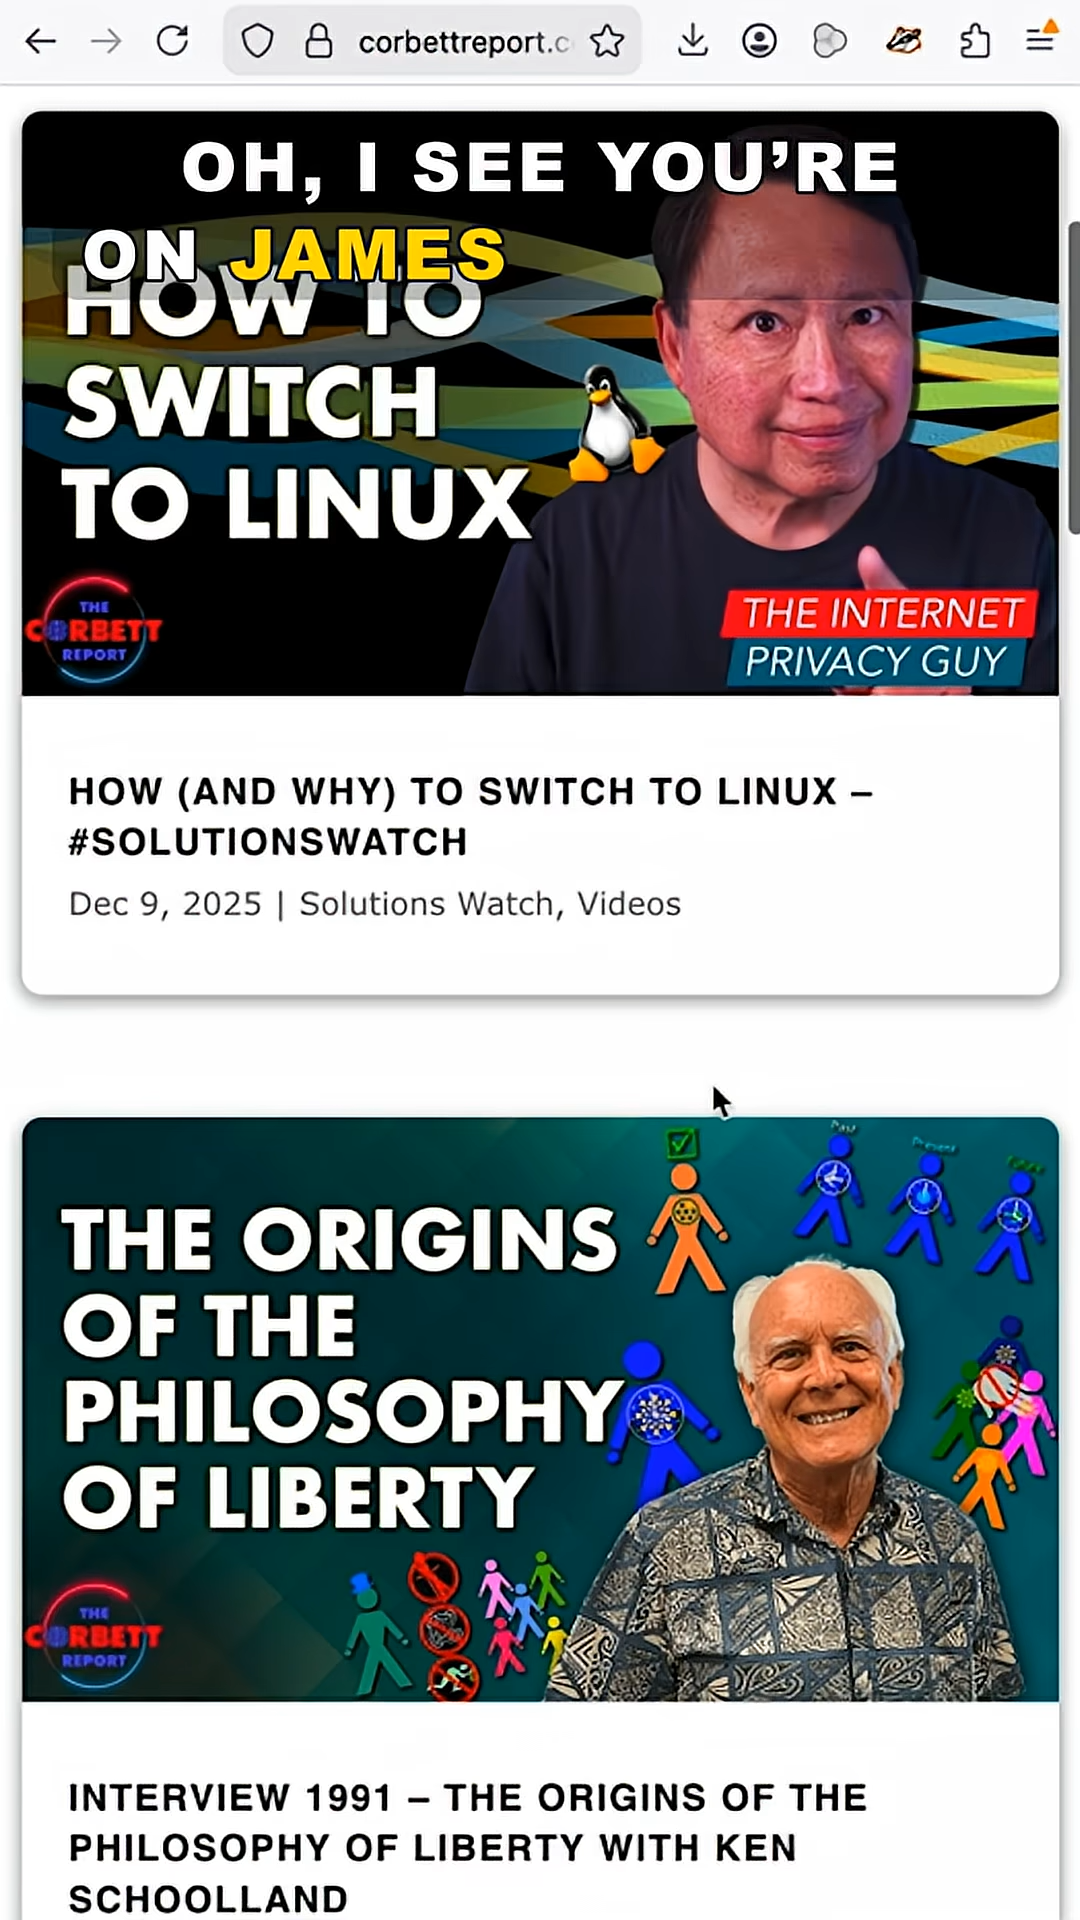 corbettreport.c
OH, I SEE YOU’RE
ON JAMES
HOW TO
SWITCH
TO LINUX
THE
CORBETT
REPORT
THE INTERNET
PRIVACY GUY
HOW (AND WHY) TO SWITCH TO LINUX –
#SOLUTIONSWATCH
Dec 9, 2025 | Solutions Watch, Videos
Past
Present
THE ORIGINS
OF THE
PHILOSOPHY
OF LIBERTY
THE
CORBETT
REPORT
INTERVIEW 1991 – THE ORIGINS OF THE
PHILOSOPHY OF LIBERTY WITH KEN
SCHOOLLAND